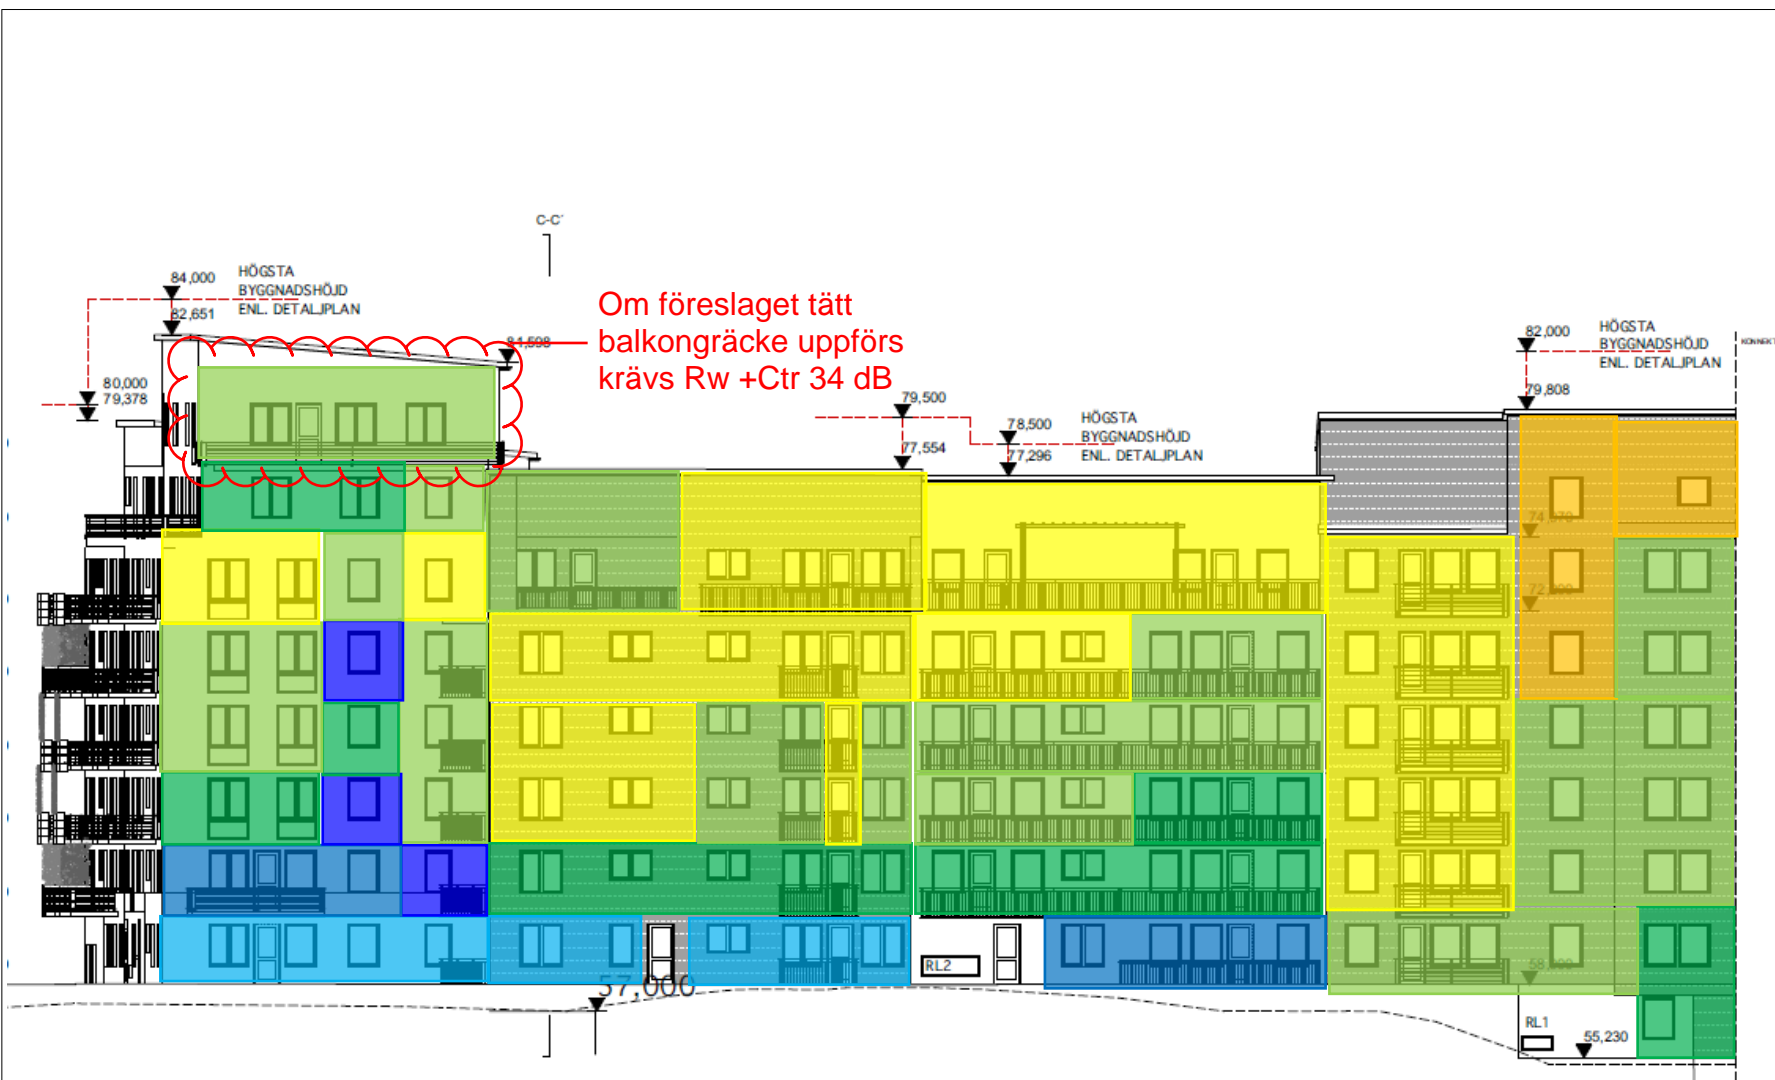 C-C'
84,000
HÖGSTA
BYGGNADSHÖJD
ENL. DETALJPLAN
82,651
Om föreslaget tätt
balkongräcke uppförs
krävs Rw +Ctr 34 dB
80,000
79,378
79,500
77,554
78,500
77,296
HÖGSTA
BYGGNADSHÖJD
ENL. DETALJPLAN
82,000
HÖGSTA
BYGGNADSHÖJD
ENL. DETALJPLAN
79,808
RL2
57,000
RL1
55,230